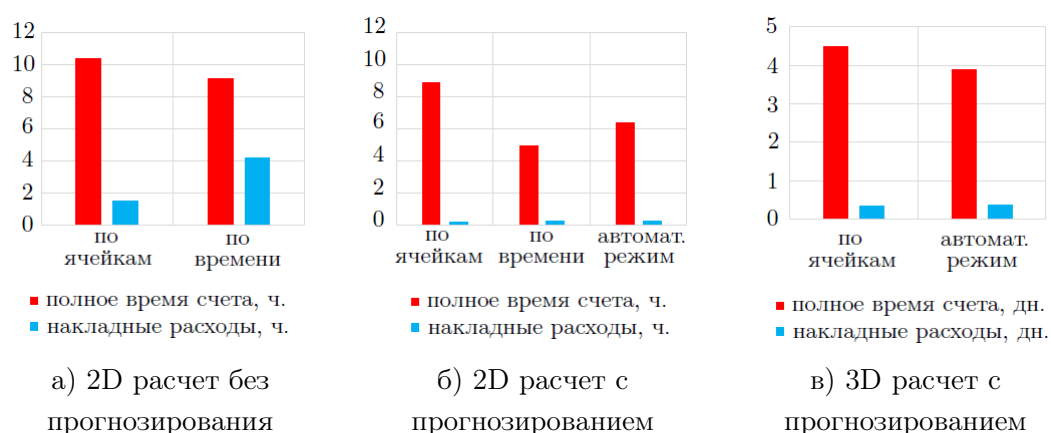 12
10
8
6
4
2
0
по
ячейкам
по
времени
полное время счета, ч.
накладные расходы, ч.
а) 2D расчет без
прогнозирования
12
10
8
6
4
2
0
по
ячейкам
по
времени
автомат.
режим
полное время счета, ч.
накладные расходы, ч.
б) 2D расчет с
прогнозированием
5
4
3
2
1
0
по
ячейкам
автомат.
режим
полное время счета, дн.
накладные расходы, дн.
в) 3D расчет с
прогнозированием